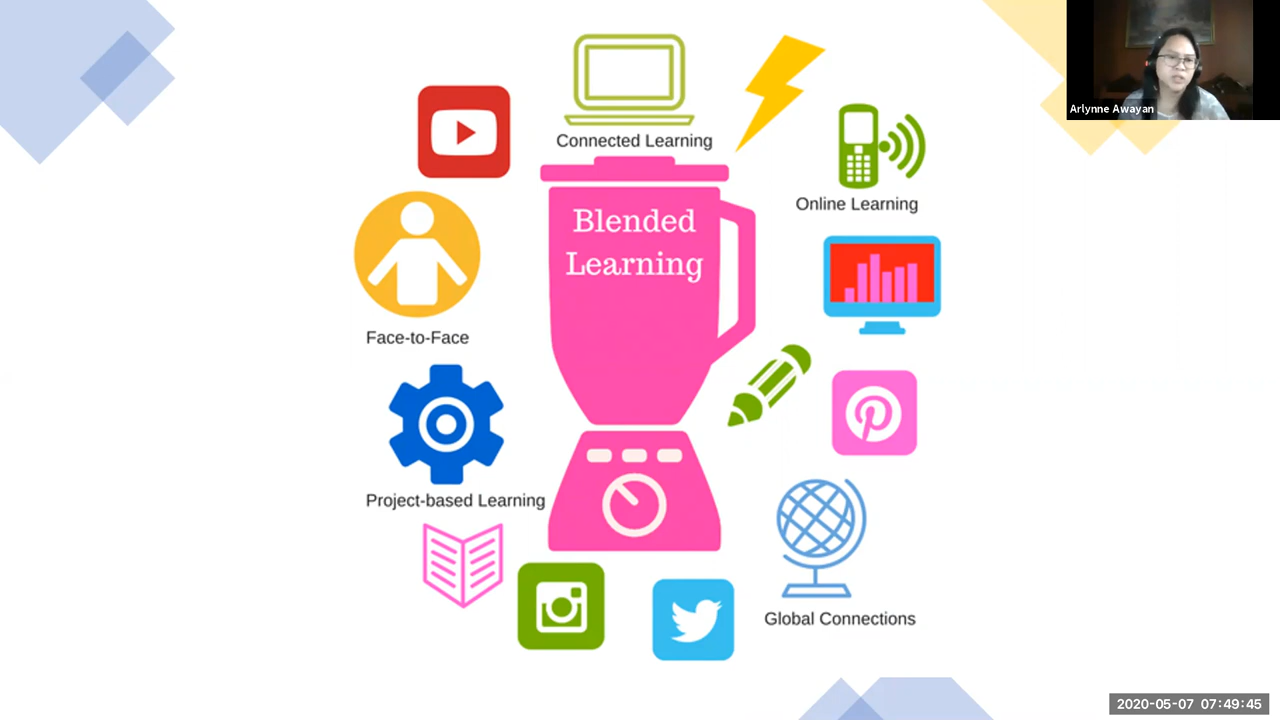 Connected Learning
Arlynne Awayan
Online Learning
Blended
Learning
Face-to-Face
Project-based Learning
Global Connections
2020-05-07 07:49:45